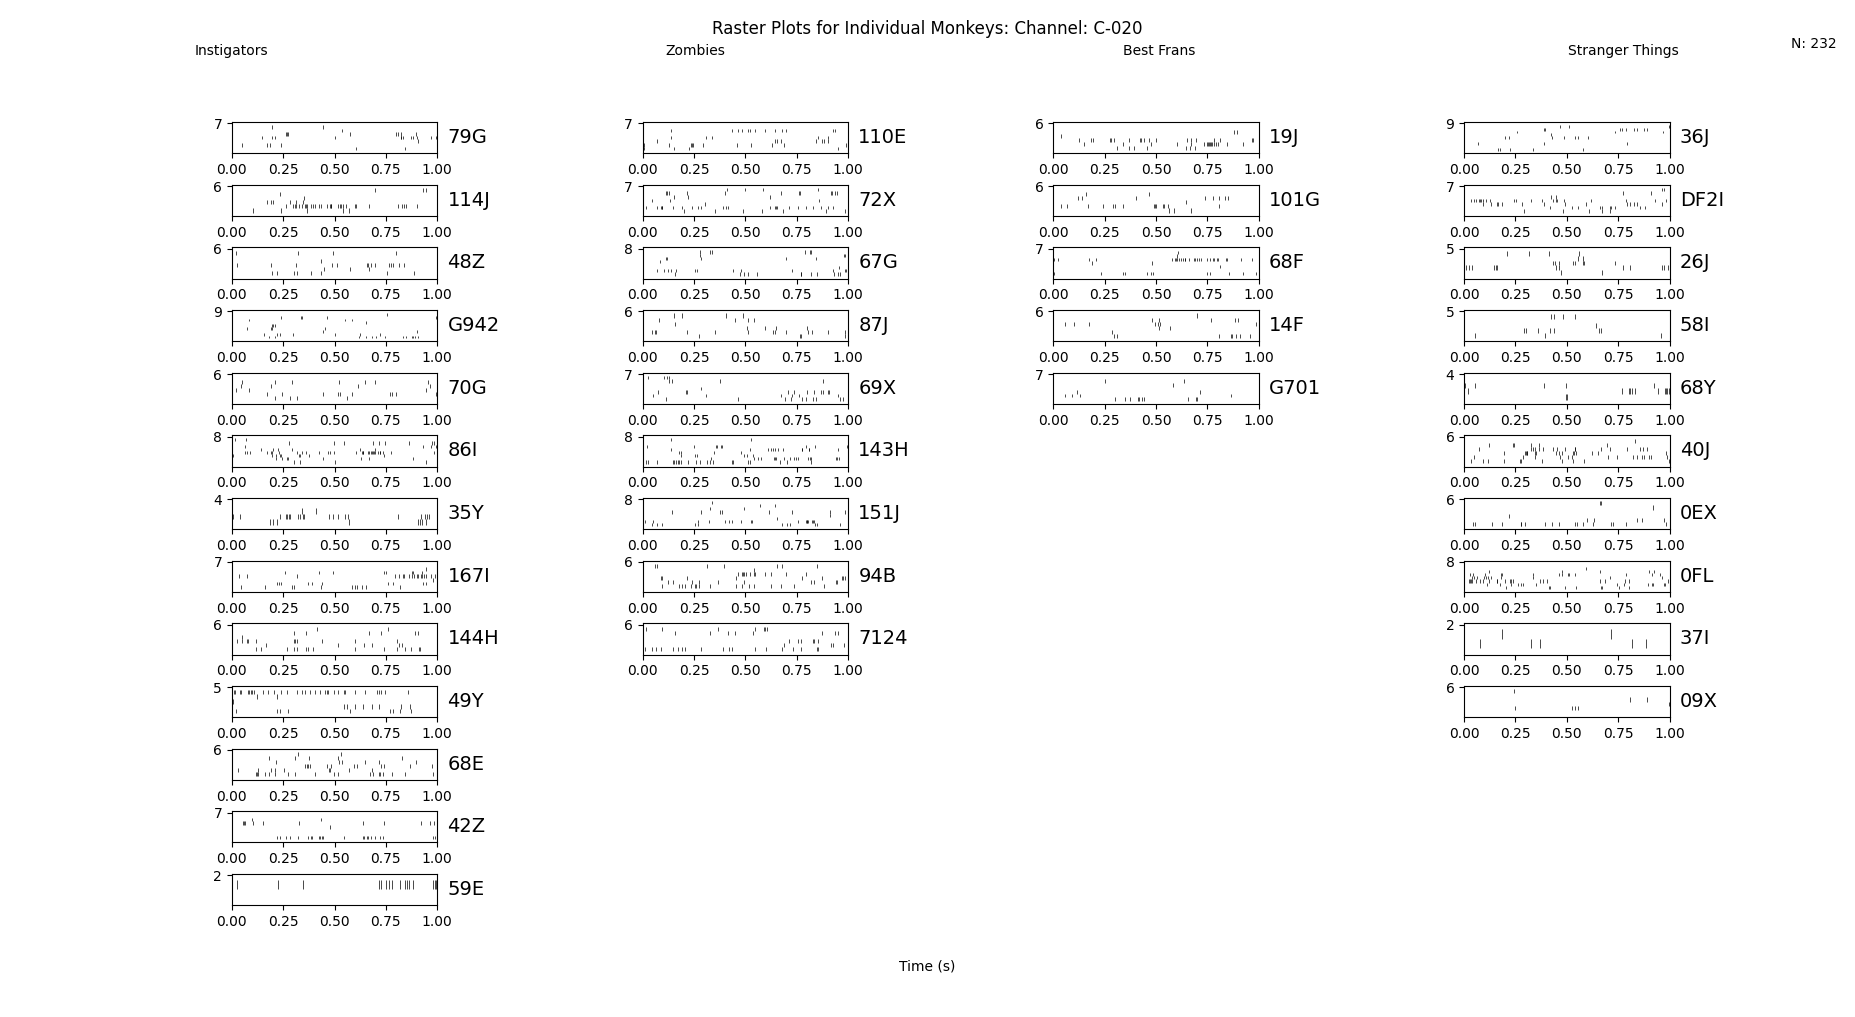 Raster Plots for Individual Monkeys: Channel: C-020
Instigators Zombies Best Frans Stranger Things N: 232
7 79G 7 110E 6 19J 9 36J
0.00 0.25 0.50 0.75 1.00 0.00 0.25 0.50 0.75 1.00 0.00 0.25 0.50 0.75 1.00 0.00 0.25 0.50 0.75 1.00
6 114J 7 72X 6 101G 7 DF2I
0.00 0.25 0.50 0.75 1.00 0.00 0.25 0.50 0.75 1.00 0.00 0.25 0.50 0.75 1.00 0.00 0.25 0.50 0.75 1.00
6 48Z 8 67G 7 68F 5 26J
0.00 0.25 0.50 0.75 1.00 0.00 0.25 0.50 0.75 1.00 0.00 0.25 0.50 0.75 1.00 0.00 0.25 0.50 0.75 1.00
9 G942 6 87J 6 14F 5 58I
0.00 0.25 0.50 0.75 1.00 0.00 0.25 0.50 0.75 1.00 0.00 0.25 0.50 0.75 1.00 0.00 0.25 0.50 0.75 1.00
6 70G 7 69X 7 G701 4 68Y
0.00 0.25 0.50 0.75 1.00 0.00 0.25 0.50 0.75 1.00 0.00 0.25 0.50 0.75 1.00 0.00 0.25 0.50 0.75 1.00
8 86I 8 143H 6 40J
0.00 0.25 0.50 0.75 1.00 0.00 0.25 0.50 0.75 1.00 0.00 0.25 0.50 0.75 1.00
4 35Y 8 151J 6 0EX
0.00 0.25 0.50 0.75 1.00 0.00 0.25 0.50 0.75 1.00 0.00 0.25 0.50 0.75 1.00
7 167I 6 94B 8 0FL
0.00 0.25 0.50 0.75 1.00 0.00 0.25 0.50 0.75 1.00 0.00 0.25 0.50 0.75 1.00
6 144H 6 7124 2 37I
0.00 0.25 0.50 0.75 1.00 0.00 0.25 0.50 0.75 1.00 0.00 0.25 0.50 0.75 1.00
5 49Y 6 09X
0.00 0.25 0.50 0.75 1.00 0.00 0.25 0.50 0.75 1.00
6 68E
0.00 0.25 0.50 0.75 1.00
7 42Z
0.00 0.25 0.50 0.75 1.00
2 59E
0.00 0.25 0.50 0.75 1.00
Time (s)